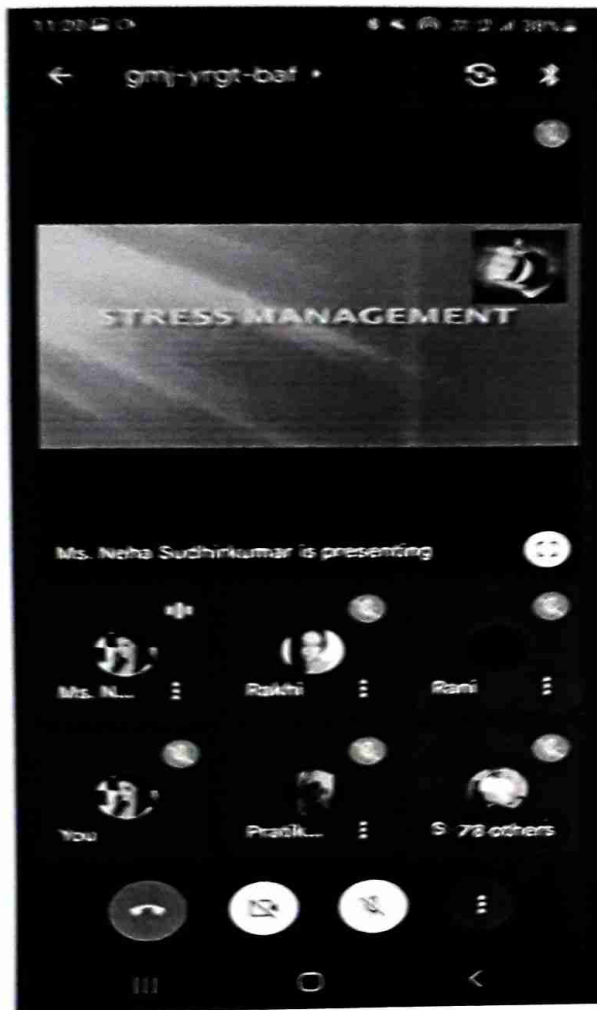 gmj-yrgt-baf
STRESS MANAGEMENT
Ms. Neha Sudhirkumar is presenting
Ms. N...
Rakhi
Rani
You
Pratik...
S 78 others